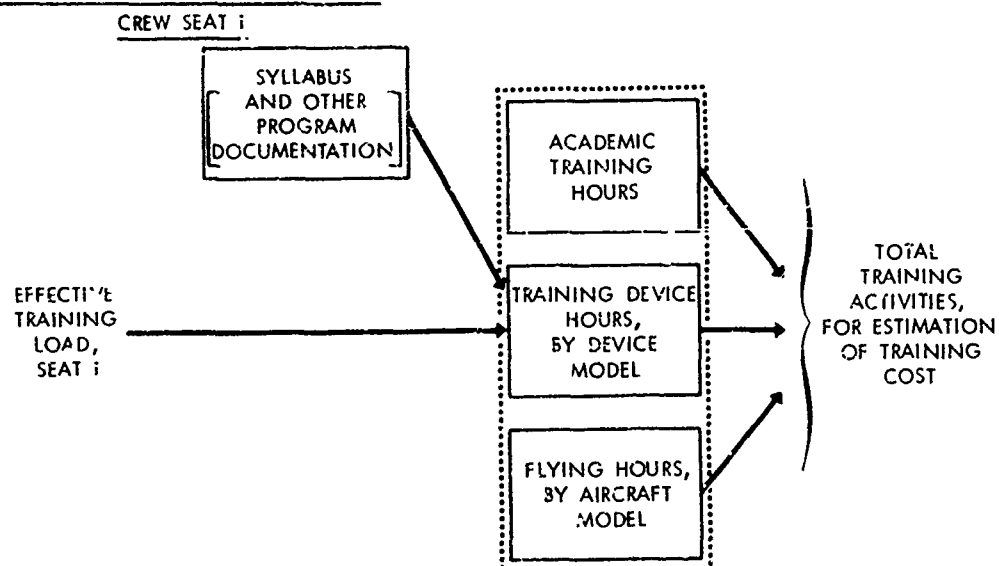 CREW SEAT i
SYLLABUS
AND OTHER
PROGRAM
DOCUMENTATION
ACADEMIC
TRAINING
HOURS
EFFECTIVE
TRAINING
LOAD,
SEAT i
TRAINING DEVICE
HOURS,
BY DEVICE
MODEL
FLYING HOURS,
BY AIRCRAFT
MODEL
TOTAL
TRAINING
ACTIVITIES,
FOR ESTIMATION
OF TRAINING
COST